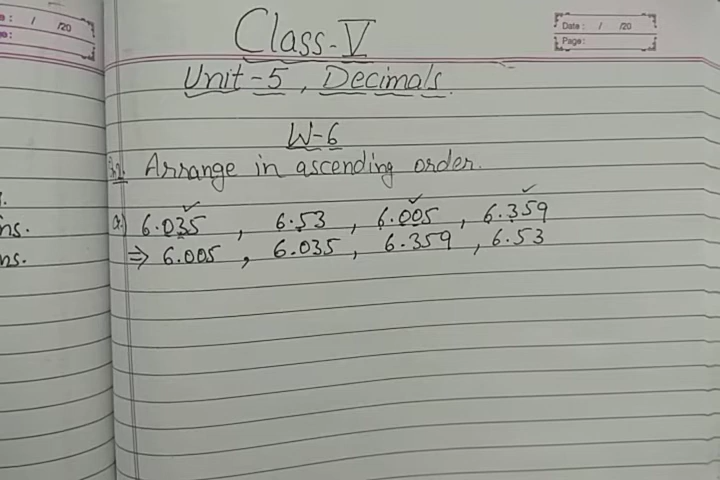 : / /20
Date : / /20
Page:
Class-V
Unit-5, Decimals.
W-6
Arrange in ascending order.
a) 6.035 , 6.53 , 6.005 , 6.359
⇒ 6.005 , 6.035 , 6.359 , 6.53
ns.
ns.